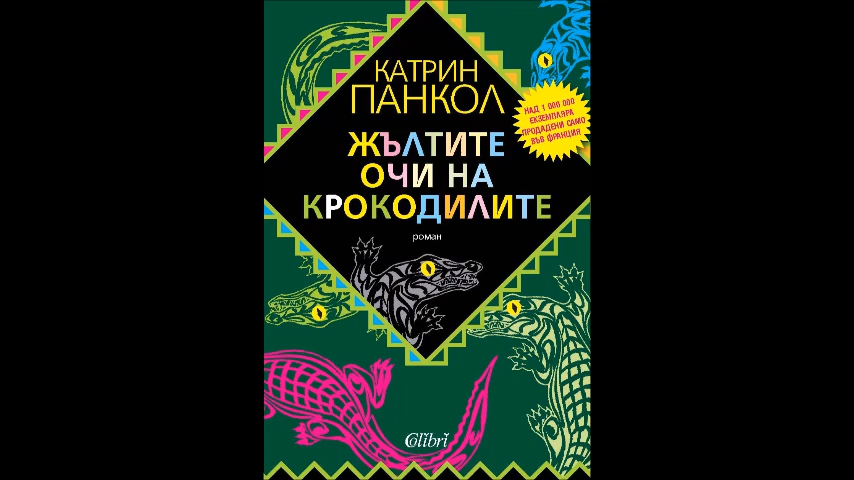 КАТРИН
ПАНКОЛ
НАД 1 000 000
ЕКЗЕМПЛЯРА
ПРОДАДЕНИ САМО
ВЪВ ФРАНЦИЯ
ЖЪЛТИТЕ
ОЧИ НА
КРОКОДИЛИТЕ
роман
Colibri